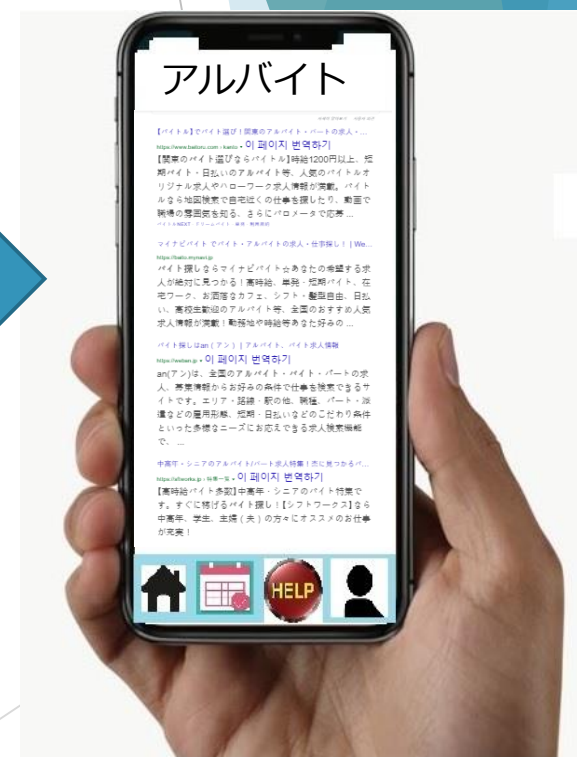 アルバイト
【バイトル】でバイト選び！関東のアルバイト・パートの求人・...
https://www.baitoru.com › kanto ▾ 이 페이지 번역하기
【関東のバイト選びならバイトル】時給1200円以上、短
期バイト・日払いのアルバイト等、人気のバイトルオ
リジナル求人やハローワーク求人情報が満載。バイト
ルなら地図検索で自宅近くの仕事を探したり、動画で
職場の雰囲気を知る、さらにバロメータで応募 ...
マイナビバイト でバイト・アルバイトの求人・仕事探し！ | We...
https://baito.mynavi.jp
バイト探しならマイナビバイト☆あなたの希望する求
人が絶対に見つかる！高時給、単発・短期バイト、在
宅ワーク、お洒落なカフェ、シフト・髪型自由、日払
い、高校生歓迎のアルバイト等、全国のおすすめ人気
求人情報が満載！勤務地や時給等あなた好みの ...
バイト探しはan ( アン ) | アルバイト、バイト求人情報
https://weban.jp ▾ 이 페이지 번역하기
an(アン)は、全国のアルバイト・バイト・パートの求
人、募集情報からお好みの条件で仕事を検索できるサ
イトです。エリア・路線・駅の他、職種、パート・派
遣などの雇用形態、短期・日払いなどのこだわり条件
といった多様なニーズにお応えできる求人検索機能
で、 ...
中高年・シニアのアルバイト/パート求人特集！杰に見つかるバ...
이 페이지 번역하기
【高時給バイト多数】中高年・シニアのバイト特集で
す。すぐに稼げるバイト探し！【シフトワークス】なら
中高年、学生、主婦 ( 夫 ) の方々にオススメのお仕事
が充実！
HELP